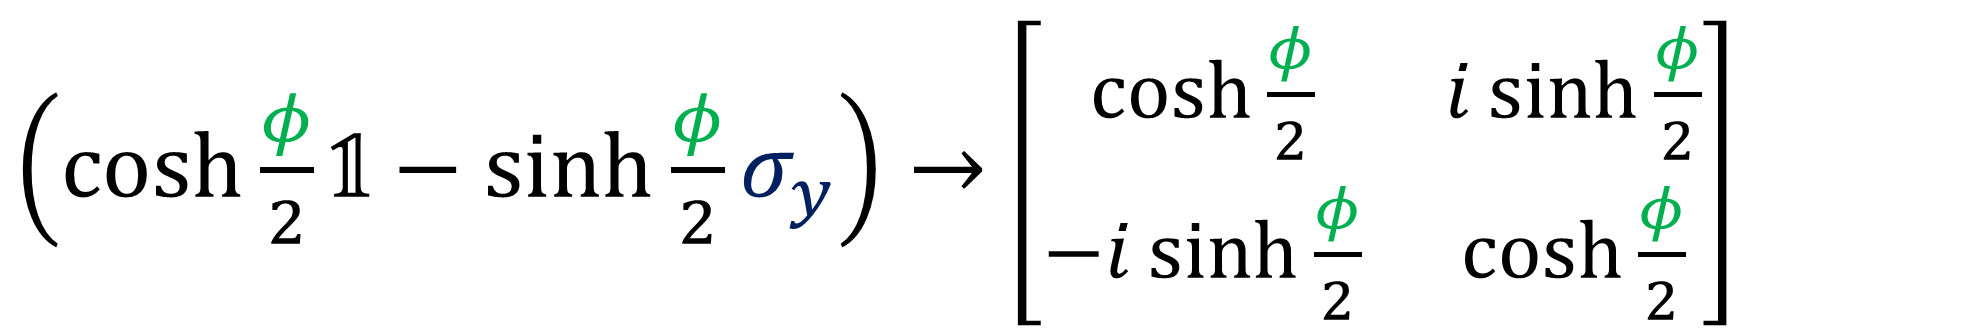 (cosh ϕ/2 𝟙 − sinh ϕ/2 σ_y) → [cosh ϕ/2 i sinh ϕ/2
−i sinh ϕ/2 cosh ϕ/2]